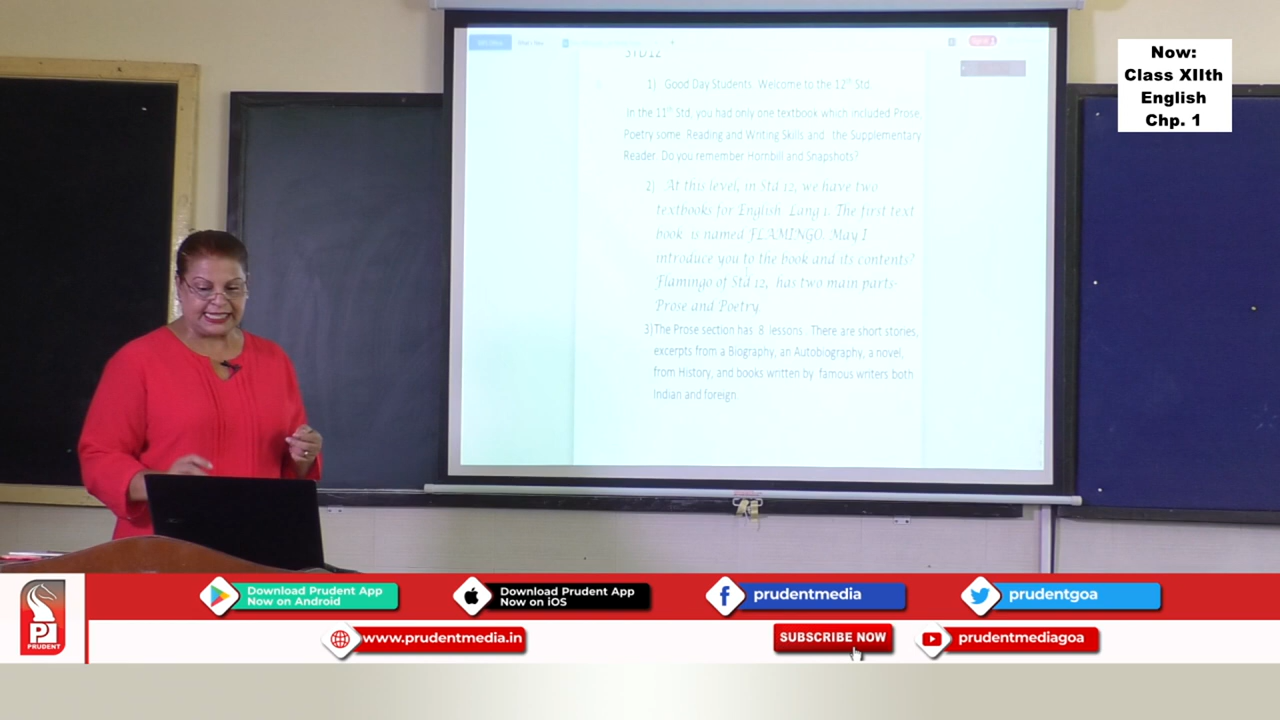 STD12
1) Good Day Students. Welcome to the 12th Std.
In the 11th Std. you had only one textbook which included Prose,
Poetry some Reading and Writing Skills and the Supplementary
Reader. Do you remember Hornbill and Snapshots?
2) At this level, in Std 12, we have two
textbooks for English Lang 1. The first text
book is named FLAMINGO. May I
introduce you to the book and its contents?
Flamingo of Std 12, has two main parts-
Prose and Poetry
3)The Prose section has 8 lessons. There are short stories,
excerpts from a Biography, an Autobiography, a novel,
from History, and books written by famous writers both
Indian and foreign.
Now:
Class XIIth
English
Chp. 1
Download Prudent App
Now on Android
Download Prudent App
Now on iOS
prudentmedia
prudentgoa
PRUDENT
www.prudentmedia.in
SUBSCRIBE NOW
prudentmediagoa